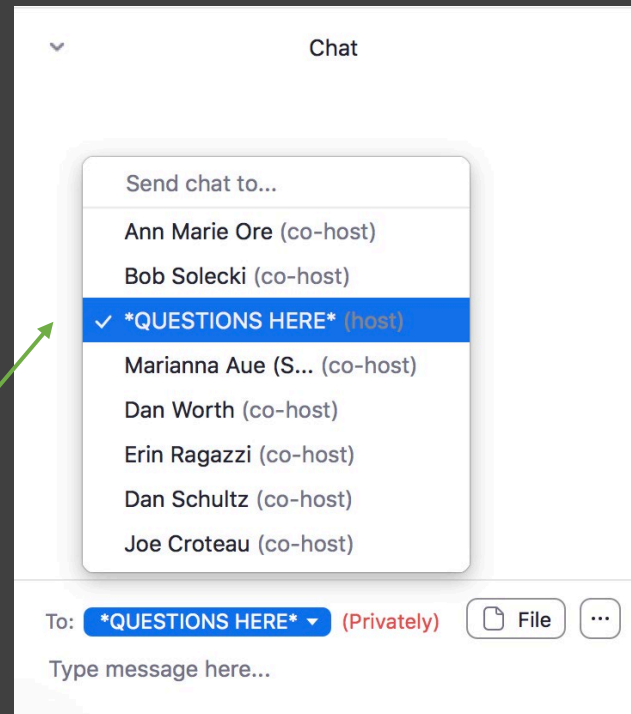 Chat
Send chat to...
Ann Marie Ore (co-host)
Bob Solecki (co-host)
✓ *QUESTIONS HERE* (host)
Marianna Aue (S... (co-host)
Dan Worth (co-host)
Erin Ragazzi (co-host)
Dan Schultz (co-host)
Joe Croteau (co-host)
To: *QUESTIONS HERE* (Privately) File ...
Type message here...